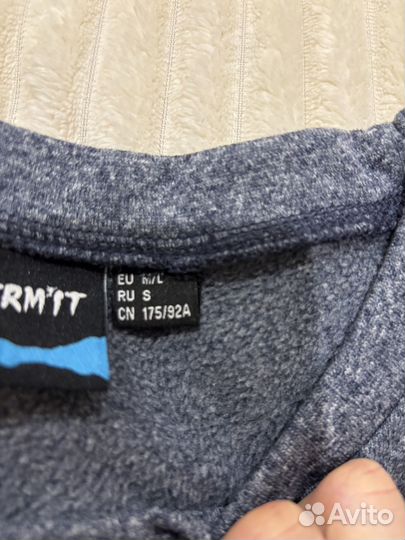 RM'IT
EU M/L
RU S
CN 175/92A
Avito